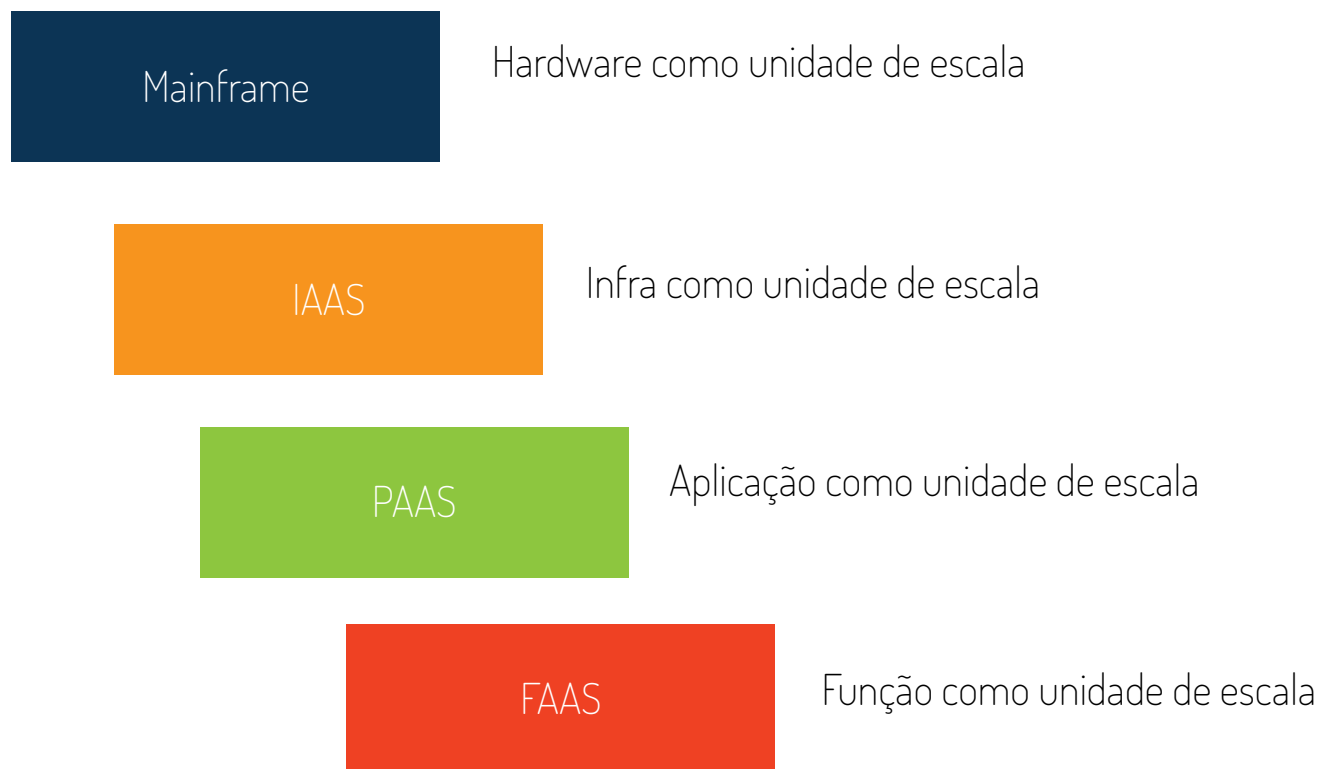 Mainframe
Hardware como unidade de escala
IAAS
Infra como unidade de escala
PAAS
Aplicação como unidade de escala
FAAS
Função como unidade de escala